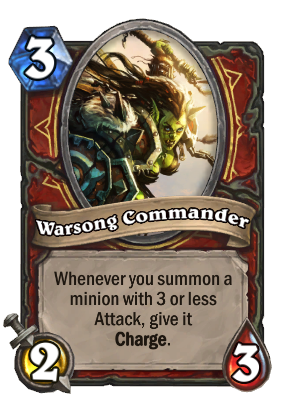 3
Warsong Commander
Whenever you summon a
minion with 3 or less
Attack, give it
Charge.
2
3